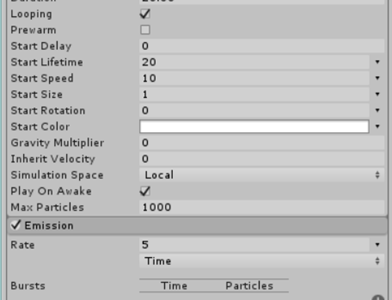 Looping
Prewarm
Start Delay 0
Start Lifetime 20
Start Speed 10
Start Size 1
Start Rotation 0
Start Color
Gravity Multiplier 0
Inherit Velocity 0
Simulation Space Local
Play On Awake
Max Particles 1000
Emission
Rate 5
Time
Bursts Time Particles